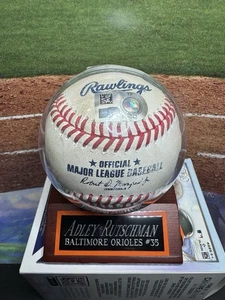 Rawlings
OFFICIAL
MAJOR LEAGUE BASEBALL
ADLEY RUTSCHMAN
BALTIMORE ORIOLES #35